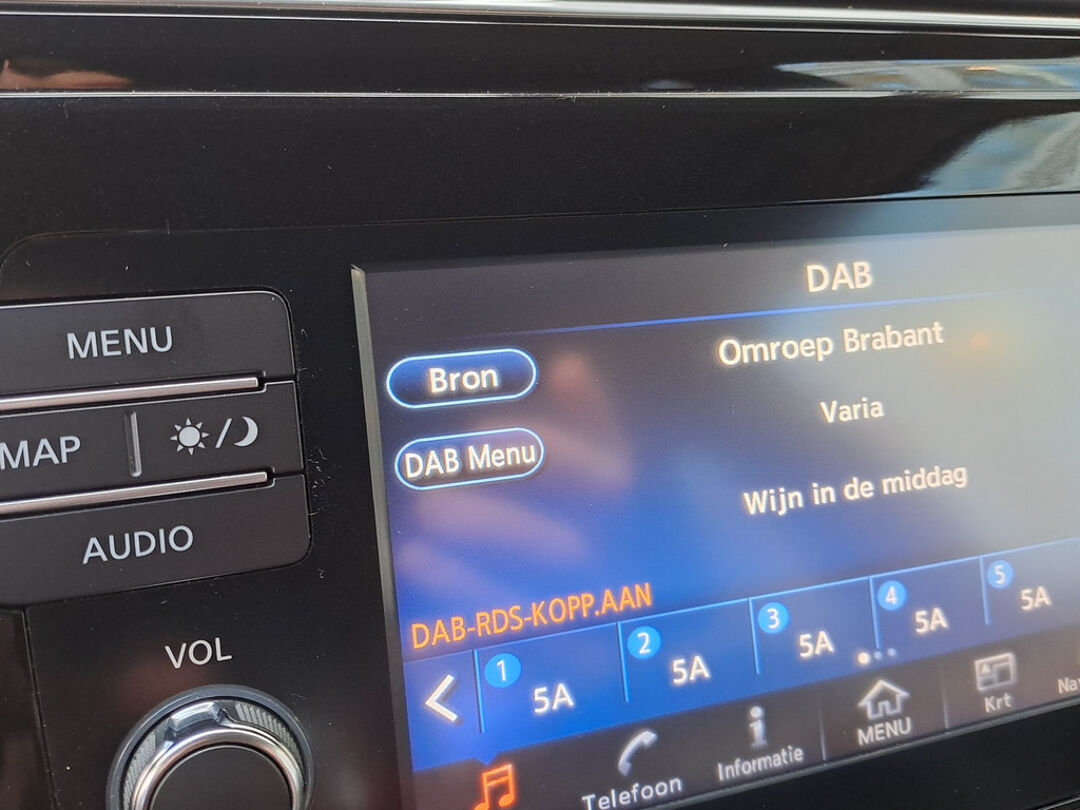 MENU
MAP
AUDIO
VOL
DAB
Bron
Omroep Brabant
DAB Menu
Varia
Wijn in de middag
DAB-RDS-KOPP.AAN
1 5A 2 5A 3 5A 4 5A 5 5A
Telefoon Informatie MENU Krt